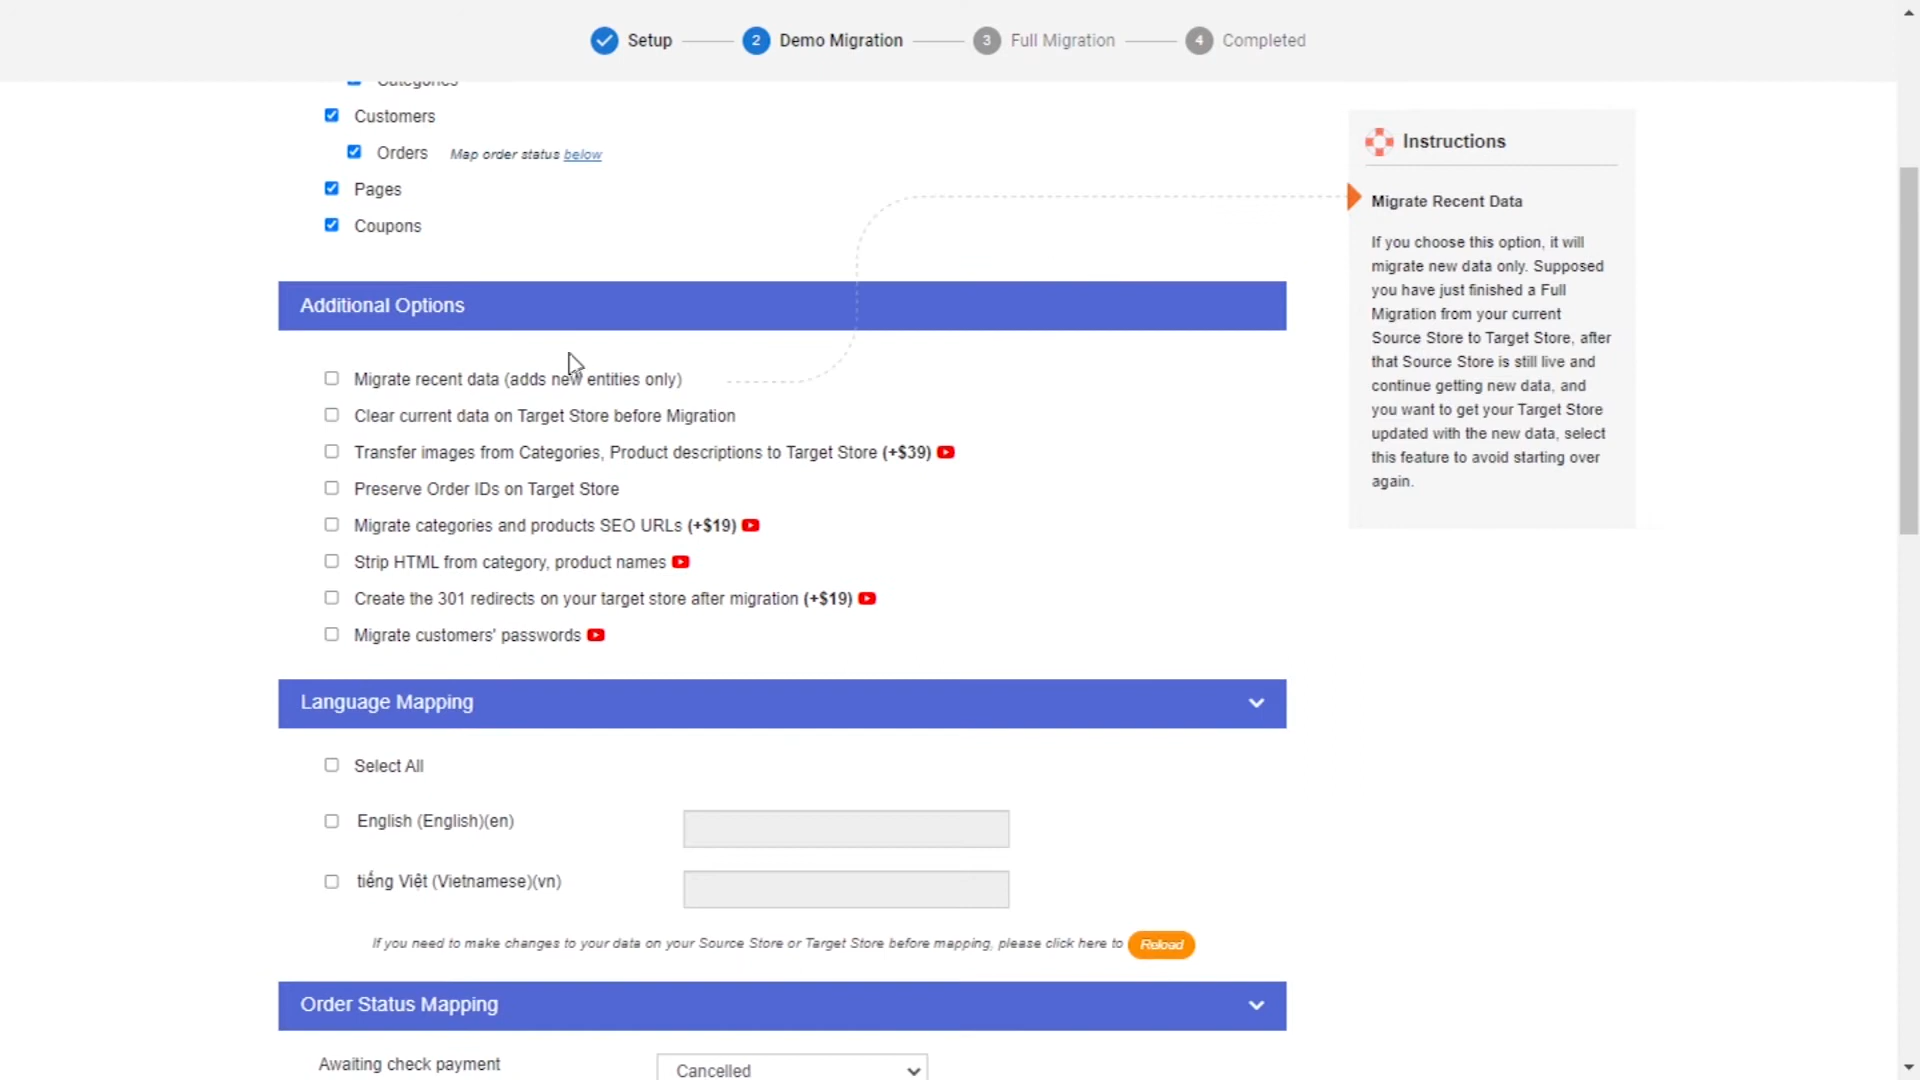 Setup
2
Demo Migration
3
Full Migration
4
Completed
Categories
Customers
Orders Map order status below
Pages
Coupons
Additional Options
Migrate recent data (adds new entities only)
Clear current data on Target Store before Migration
Transfer images from Categories, Product descriptions to Target Store (+$39)
Preserve Order IDs on Target Store
Migrate categories and products SEO URLs (+$19)
Strip HTML from category, product names
Create the 301 redirects on your target store after migration (+$19)
Migrate customers' passwords
Language Mapping
Select All
English (English)(en)
tiếng Việt (Vietnamese)(vn)
If you need to make changes to your data on your Source Store or Target Store before mapping, please click here to Reload
Order Status Mapping
Awaiting check payment
Cancelled
Instructions
Migrate Recent Data
If you choose this option, it will
migrate new data only. Supposed
you have just finished a Full
Migration from your current
Source Store to Target Store, after
that Source Store is still live and
continue getting new data, and
you want to get your Target Store
updated with the new data, select
this feature to avoid starting over
again.